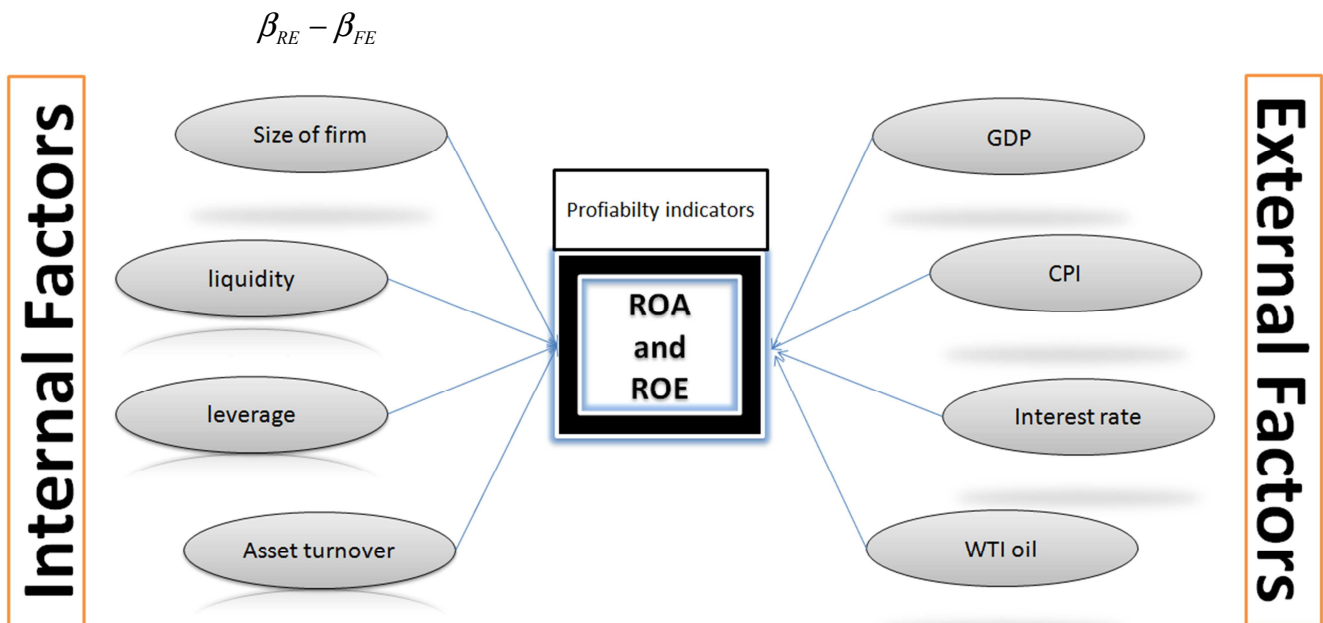 β_RE − β_FE
Internal Factors
Size of firm
liquidity
leverage
Asset turnover
Profiabilty indicators
ROA
and
ROE
GDP
CPI
Interest rate
WTI oil
External Factors